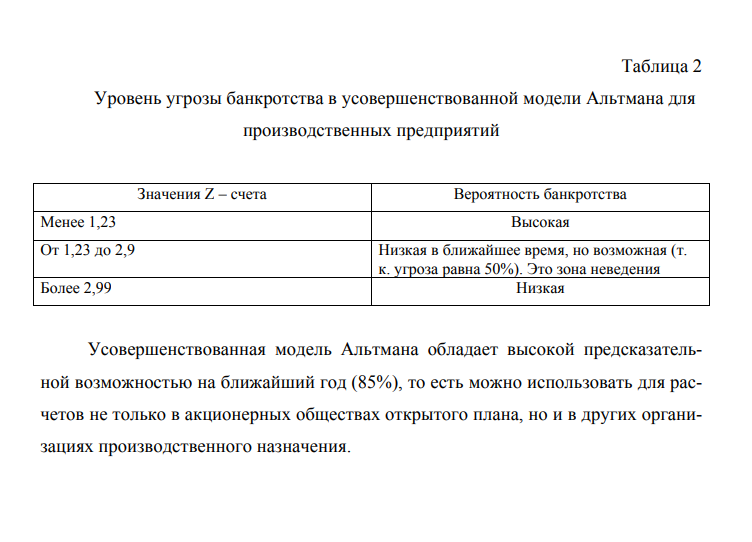 Таблица 2
Уровень угрозы банкротства в усовершенствованной модели Альтмана для
производственных предприятий
Значения Z – счета
Вероятность банкротства
Менее 1,23
Высокая
От 1,23 до 2,9
Низкая в ближайшее время, но возможная (т.
к. угроза равна 50%). Это зона неведения
Более 2,99
Низкая
Усовершенствованная модель Альтмана обладает высокой предсказатель-
ной возможностью на ближайший год (85%), то есть можно использовать для рас-
четов не только в акционерных обществах открытого плана, но и в других органи-
зациях производственного назначения.